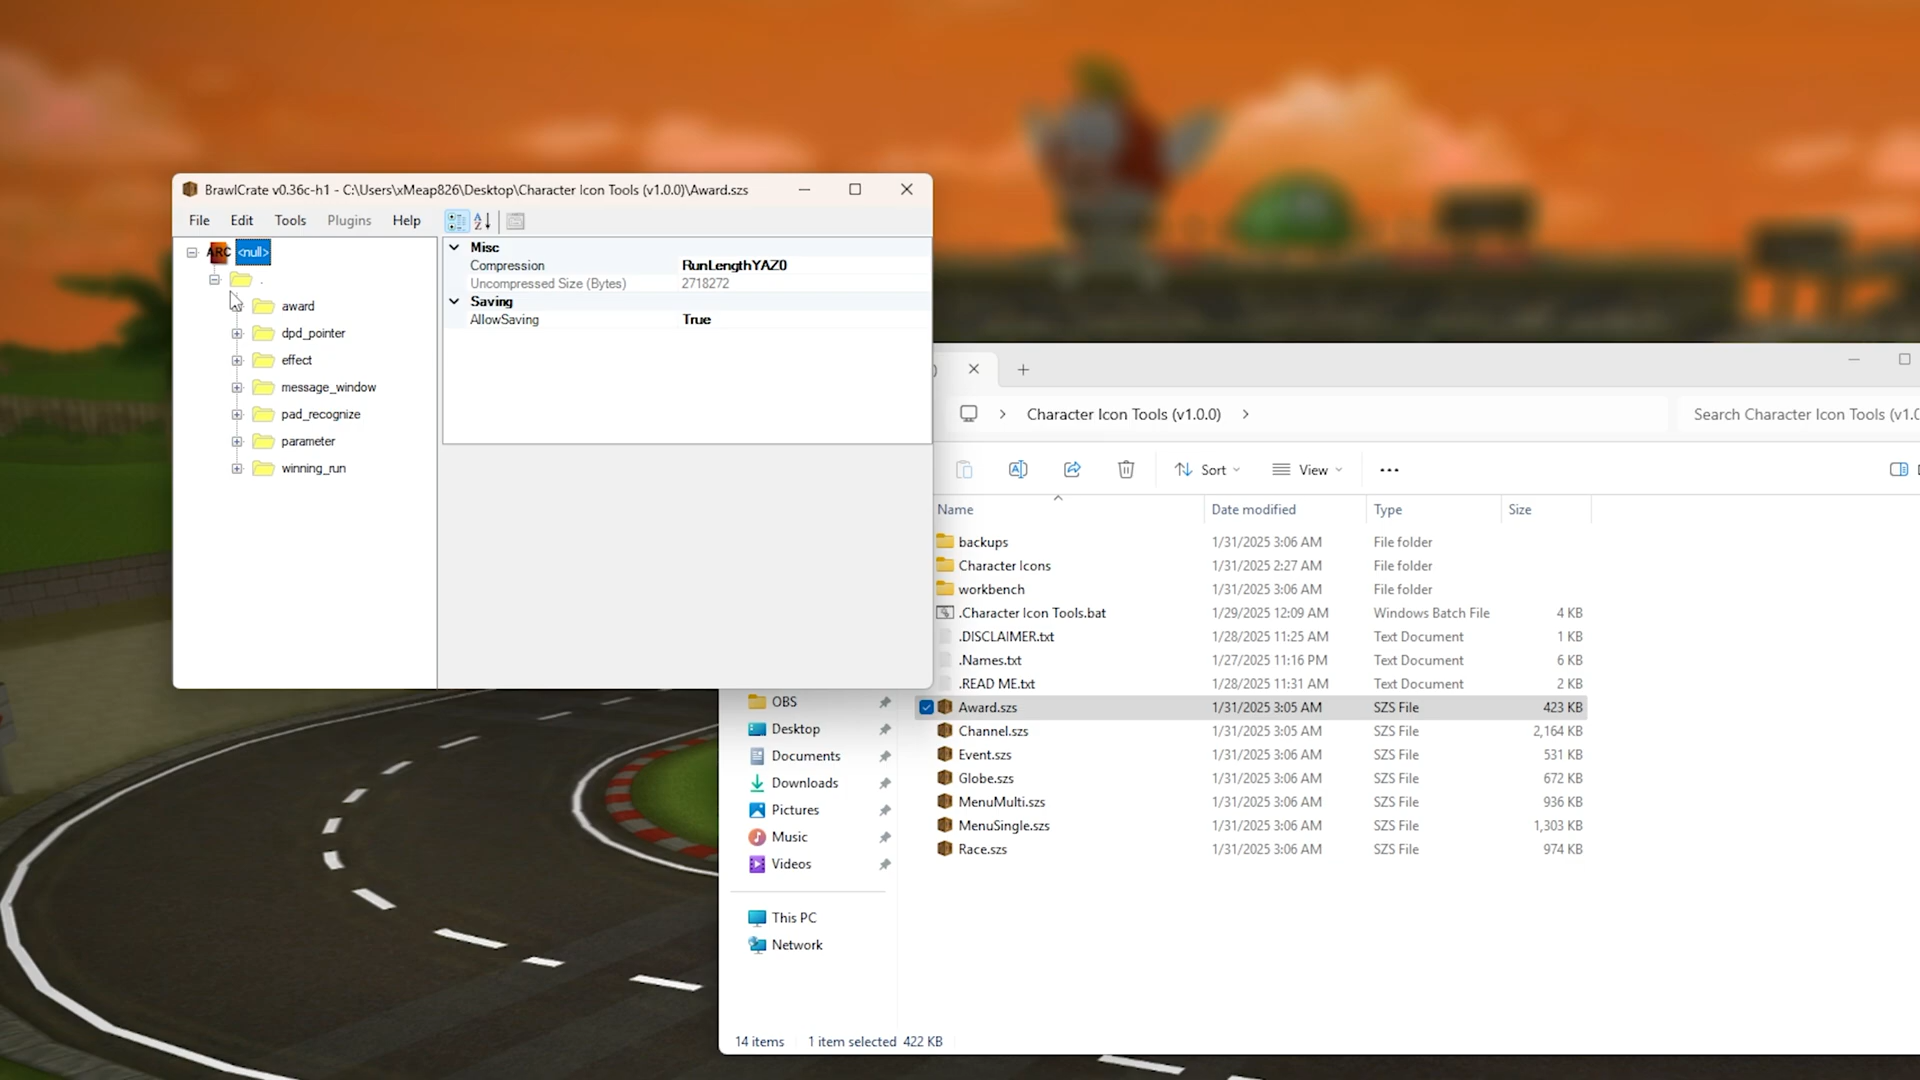 BrawlCrate v0.36c-h1 - C:\Users\xMeap826\Desktop\Character Icon Tools (v1.0.0)\Award.szs
File Edit Tools Plugins Help
ARC <null>
.
award
dpd_pointer
effect
message_window
pad_recognize
parameter
winning_run
Misc
Compression RunLengthYAZ0
Uncompressed Size (Bytes) 2718272
Saving
AllowSaving True
Character Icon Tools (v1.0.0)
Search Character Icon Tools (v1.0
Sort View
Name Date modified Type Size
backups 1/31/2025 3:06 AM File folder
Character Icons 1/31/2025 2:27 AM File folder
workbench 1/31/2025 3:06 AM File folder
.Character Icon Tools.bat 1/29/2025 12:09 AM Windows Batch File 4 KB
.DISCLAIMER.txt 1/28/2025 11:25 AM Text Document 1 KB
.Names.txt 1/27/2025 11:16 PM Text Document 6 KB
.READ ME.txt 1/28/2025 11:31 AM Text Document 2 KB
Award.szs 1/31/2025 3:05 AM SZS File 423 KB
Channel.szs 1/31/2025 3:05 AM SZS File 2,164 KB
Event.szs 1/31/2025 3:06 AM SZS File 531 KB
Globe.szs 1/31/2025 3:06 AM SZS File 672 KB
MenuMulti.szs 1/31/2025 3:06 AM SZS File 936 KB
MenuSingle.szs 1/31/2025 3:06 AM SZS File 1,303 KB
Race.szs 1/31/2025 3:06 AM SZS File 974 KB
OBS
Desktop
Documents
Downloads
Pictures
Music
Videos
This PC
Network
14 items 1 item selected 422 KB